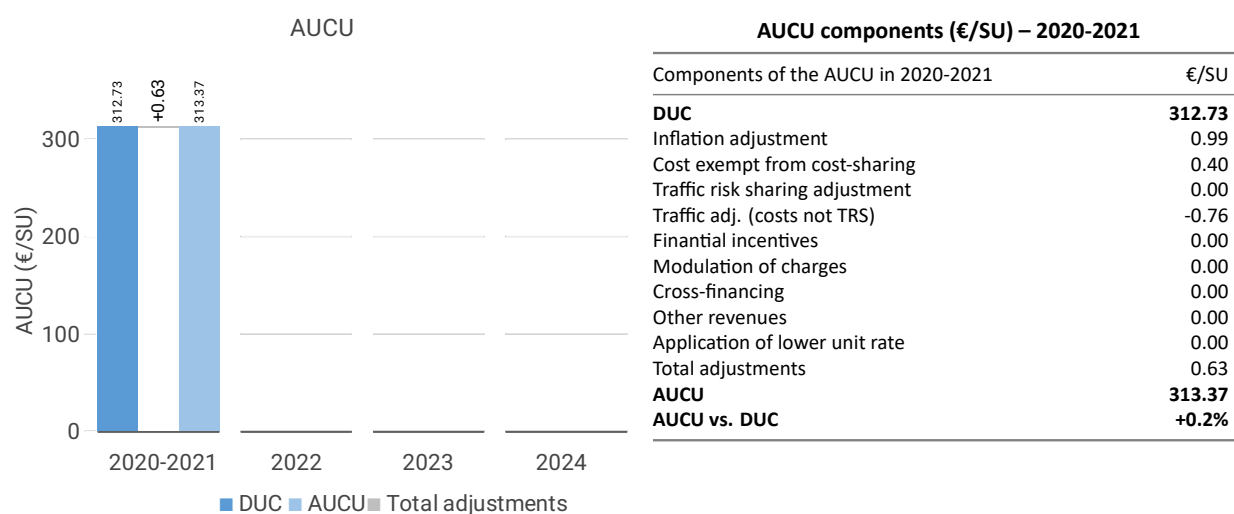 AUCU
312.73
+0.63
313.37
300
200
100
0
AUCU (€/SU)
2020-2021
2022
2023
2024
DUC AUCU Total adjustments
AUCU components (€/SU) – 2020-2021
Components of the AUCU in 2020-2021 €/SU
DUC 312.73
Inflation adjustment 0.99
Cost exempt from cost-sharing 0.40
Traffic risk sharing adjustment 0.00
Traffic adj. (costs not TRS) -0.76
Finantial incentives 0.00
Modulation of charges 0.00
Cross-financing 0.00
Other revenues 0.00
Application of lower unit rate 0.00
Total adjustments 0.63
AUCU 313.37
AUCU vs. DUC +0.2%